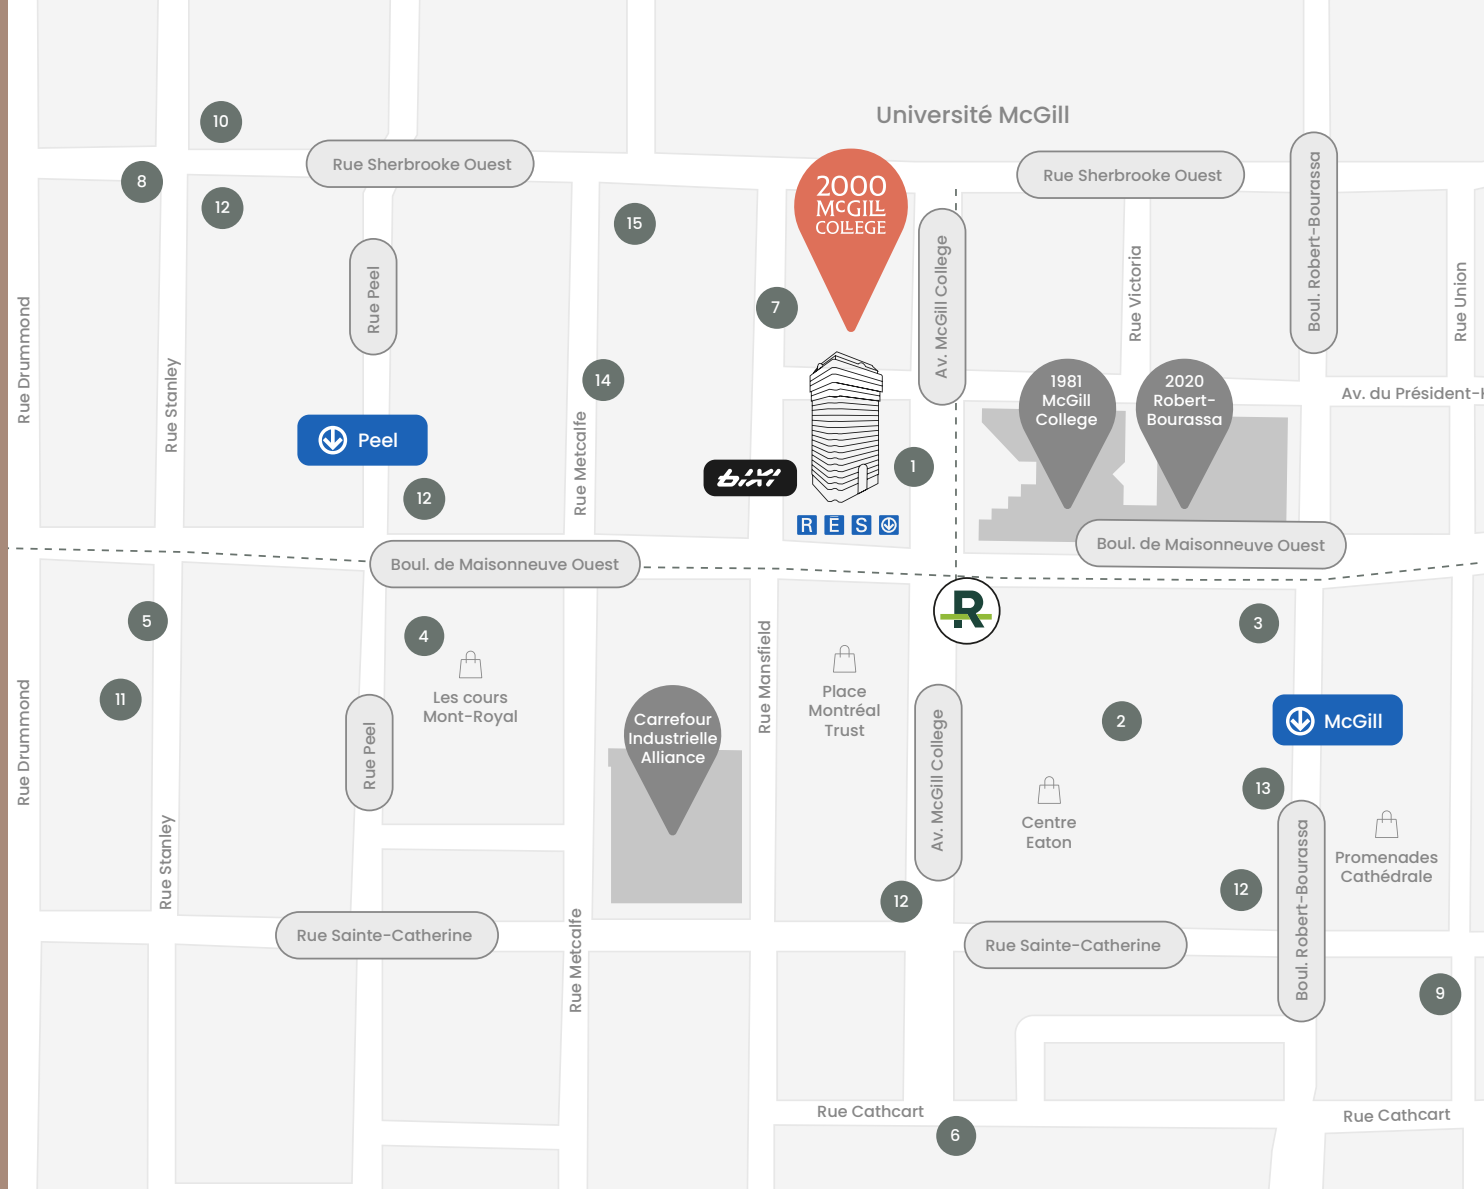 Université McGill
10
Rue Sherbrooke Ouest
Rue Sherbrooke Ouest
Boul. Robert-Bourassa
8
12
15
2000
McGILL
COLLEGE
Av. McGill College
Rue Peel
Rue Victoria
Rue Union
Rue Drummond
7
Rue Stanley
14
1981
McGill
College
2020
Robert-
Bourassa
Av. du Président-
Peel
Rue Metcalfe
bixi
1
12
R É S
Boul. de Maisonneuve Ouest
Boul. de Maisonneuve Ouest
R
5
4
3
Les cours
Mont-Royal
Rue Mansfield
Place
Montréal
Trust
11
Rue Drummond
Rue Peel
Carrefour
Industrielle
Alliance
Av. McGill College
2
McGill
13
Centre
Eaton
Boul. Robert-Bourassa
Promenades
Cathédrale
Rue Stanley
12
12
Rue Sainte-Catherine
Rue Sainte-Catherine
Rue Metcalfe
9
Rue Cathcart
Rue Cathcart
6